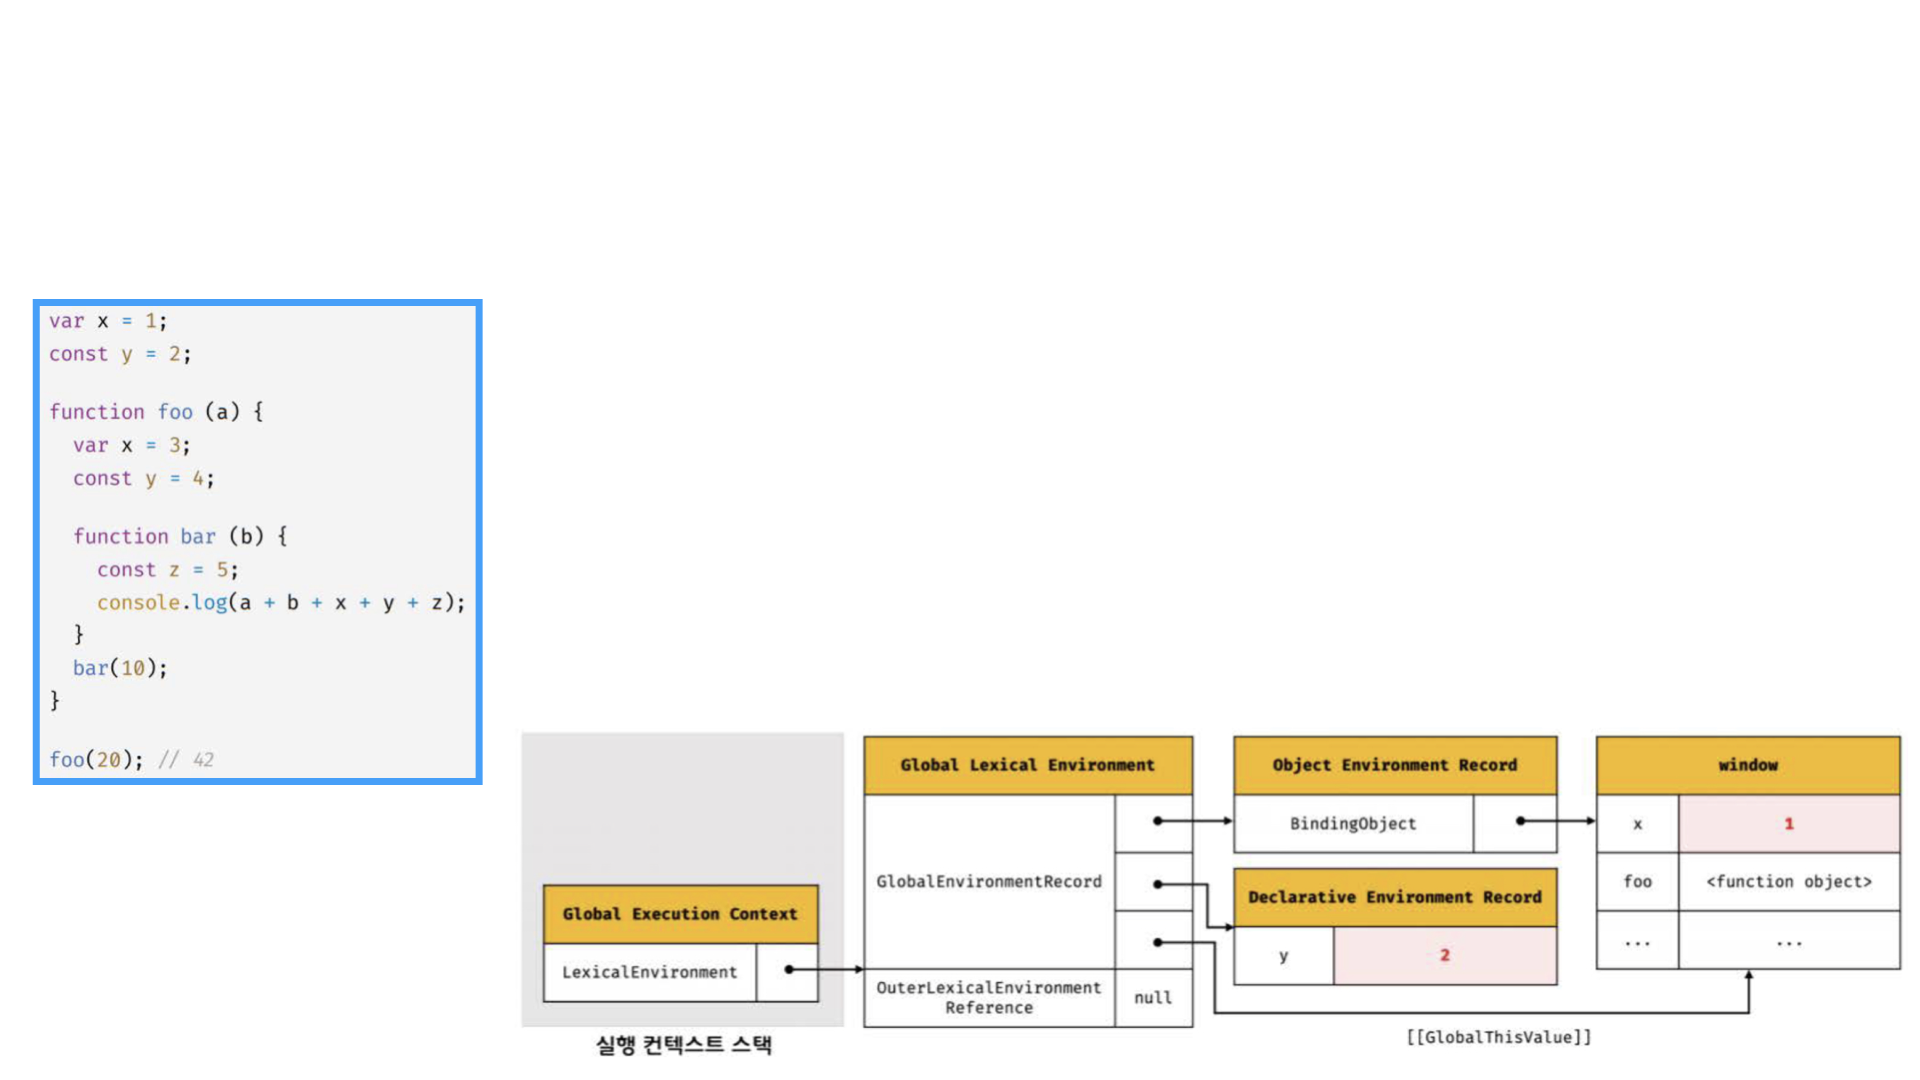 var x = 1;
const y = 2;
function foo (a) {
var x = 3;
const y = 4;
function bar (b) {
const z = 5;
console.log(a + b + x + y + z);
}
bar(10);
}
foo(20); // 42
Global Execution Context
LexicalEnvironment
실행 컨텍스트 스택
Global Lexical Environment
GlobalEnvironmentRecord
OuterLexicalEnvironment
Reference
null
Object Environment Record
BindingObject
Declarative Environment Record
y 2
window
x 1
foo <function object>
... ...
[[GlobalThisValue]]